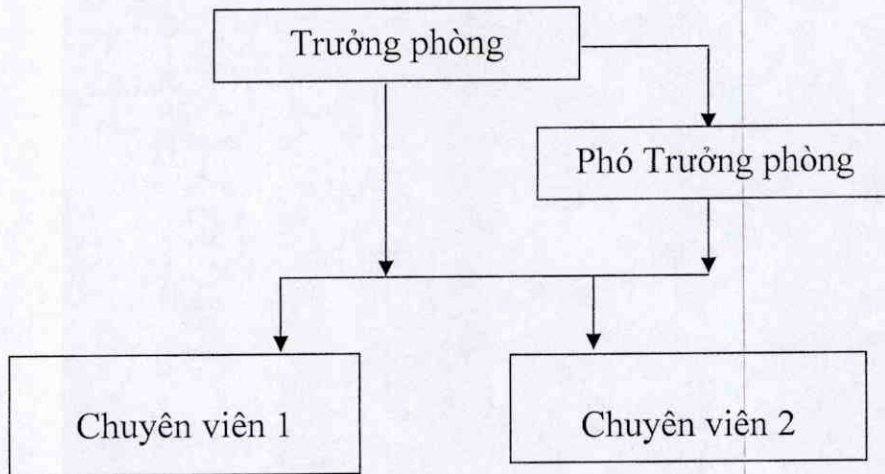 Trưởng phòng
Phó Trưởng phòng
Chuyên viên 1
Chuyên viên 2